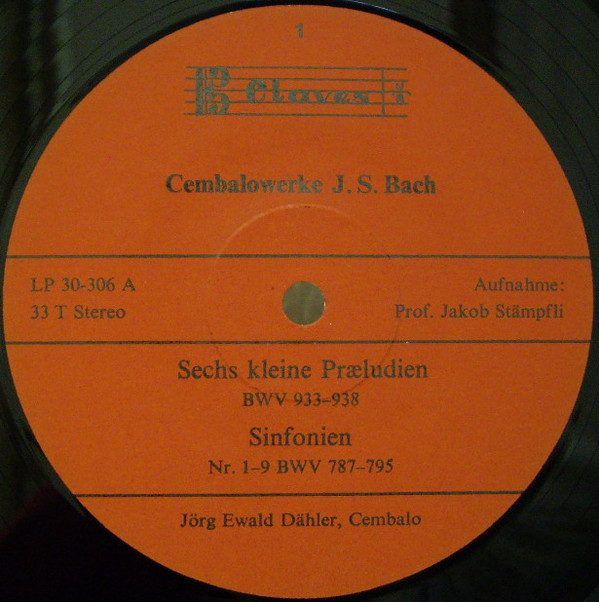 1
Claves
Cembalowerke J. S. Bach
LP 30-306 A
33 T Stereo
Aufnahme:
Prof. Jakob Stämpfli
Sechs kleine Præludien
BWV 933–938
Sinfonien
Nr. 1–9 BWV 787–795
Jörg Ewald Dähler, Cembalo